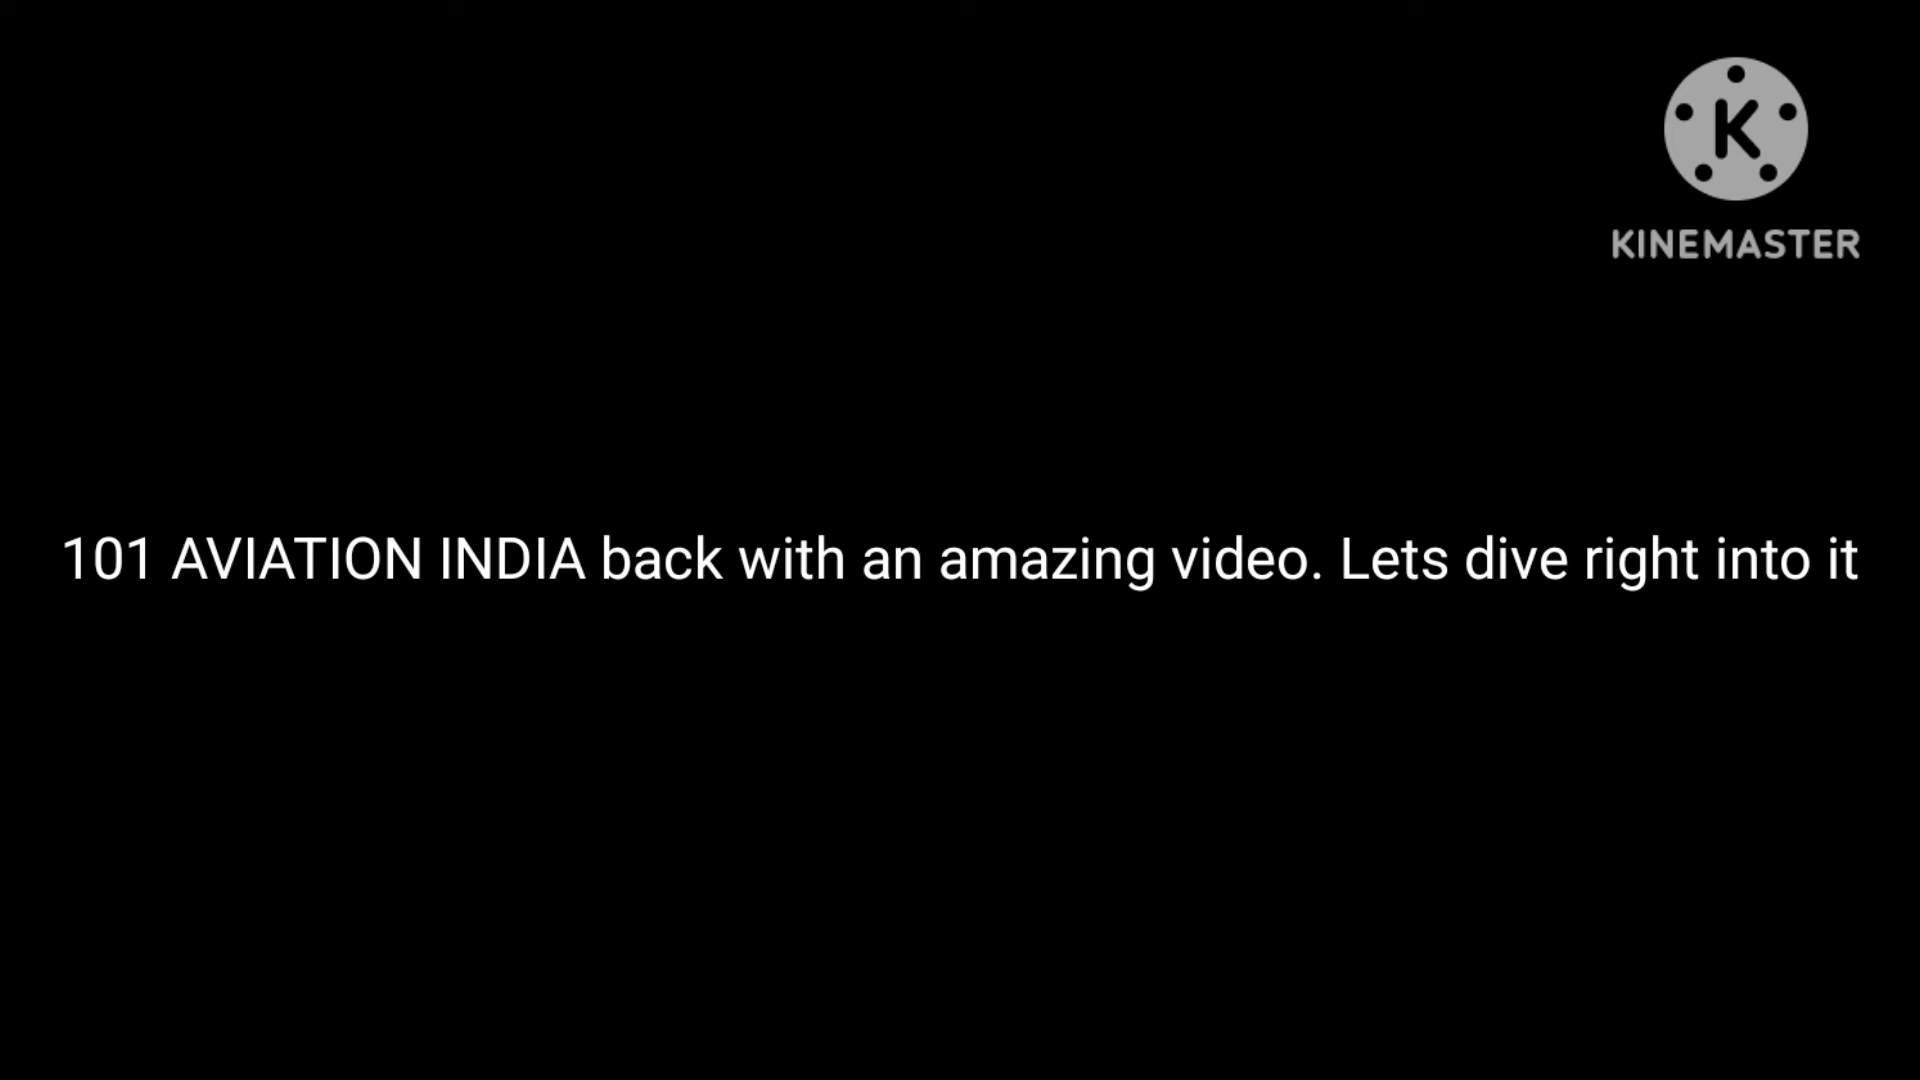 K
KINEMASTER
101 AVIATION INDIA back with an amazing video. Lets dive right into it